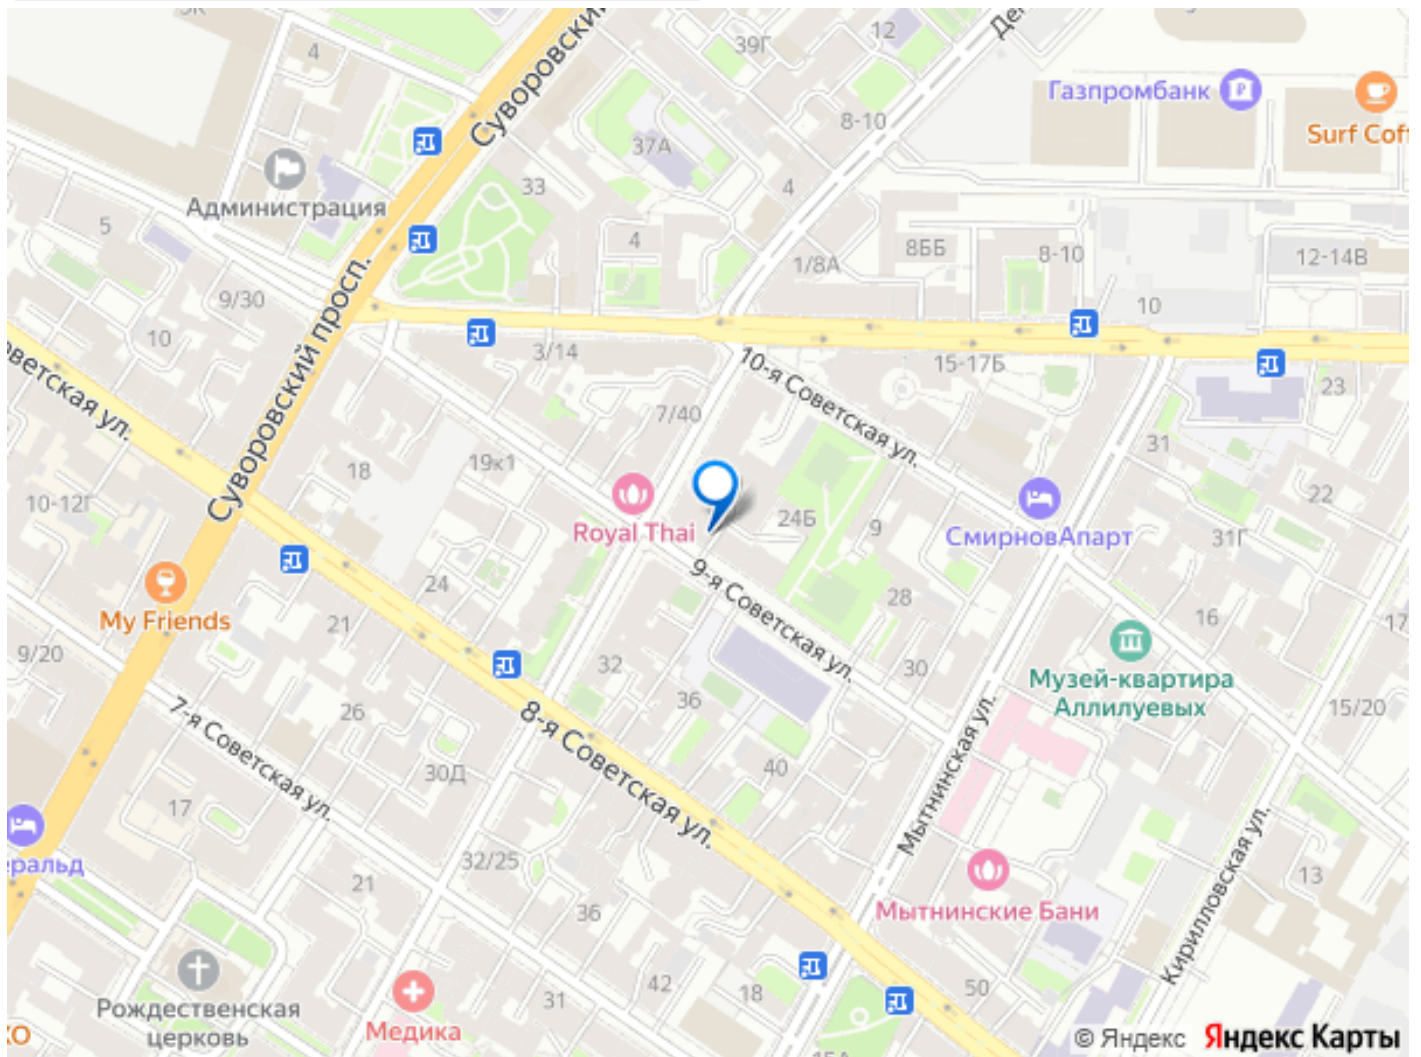 4
39Г
12
Суворовский
Газпромбанк
Surf Coff
8-10
37А
Администрация
33
4
5
4
1/8А
8ББ
8-10
12-14В
9/30
10
10
Суворовский просп.
3/14
10-я Советская ул.
15-17Б
23
7/40
ветская ул.
18
19к1
31
10-12Г
Royal Thai
24Б
9
22
СмирновАпарт
31Г
24
9-я Советская ул.
28
My Friends
21
16
17
9/20
32
30
Музей-квартира
Аллилуевых
7-я Советская ул.
26
36
8-я Советская ул.
15/20
30Д
40
Мытнинская ул.
17
еральд
32/25
21
13
36
Мытнинские Бани
Кирилловская ул.
Рождественская
церковь
Медика
31
42
18
50
15А
© Яндекс Яндекс Карты